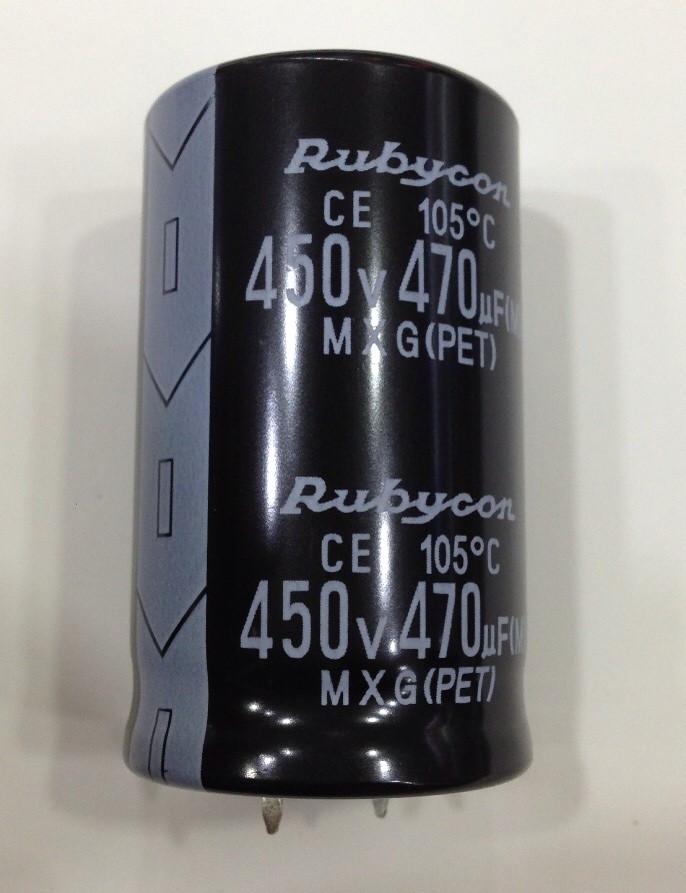 Rubycon
CE 105°C
450V 470µF(M
MXG(PET)
Rubycon
CE 105°C
450V 470µF(M
MXG(PET)